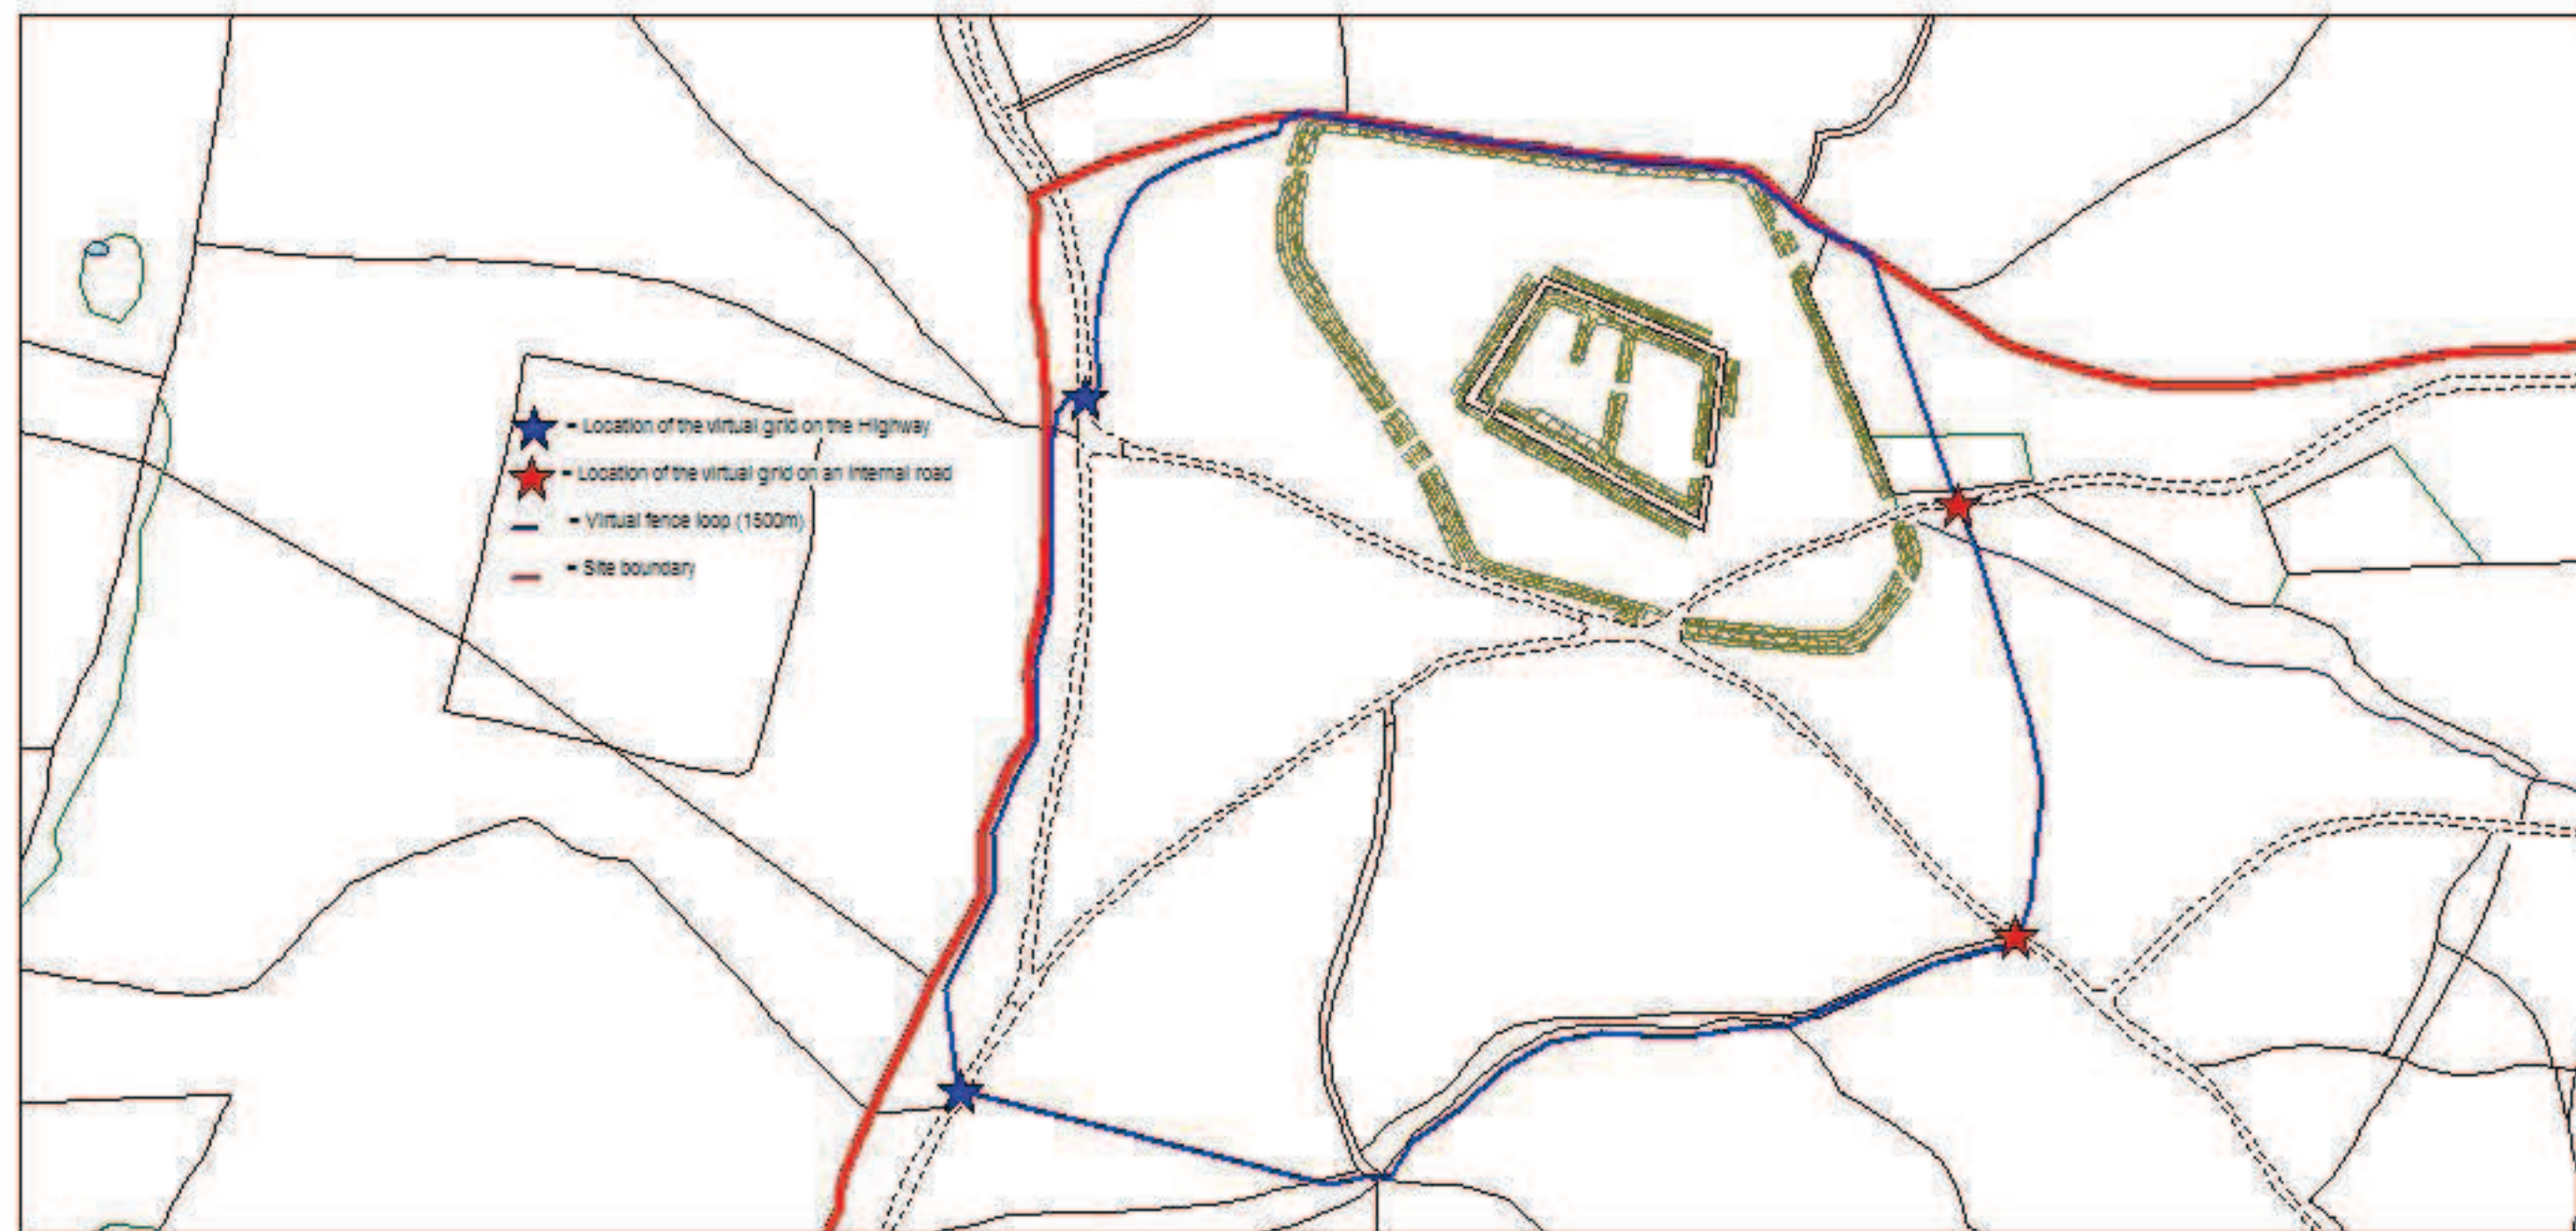 = Location of the virtual grid on the Highway
= Location of the virtual grid on an internal road
= Virtual fence loop (1500m)
= Site boundary